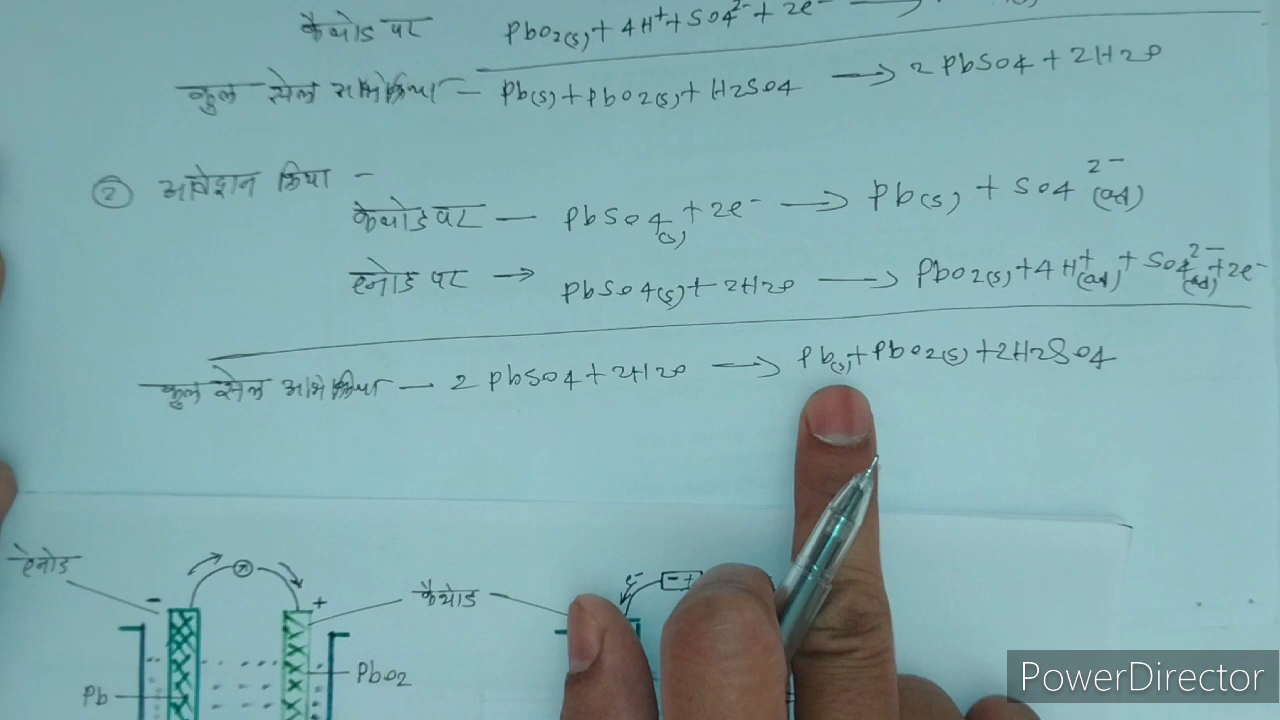 कैथोड पर PbO2(s) + 4H+ + SO4 2- + 2e- ⟶
कुल सेल अभिक्रिया – Pb(s) + PbO2(s) + H2SO4 ⟶ 2PbSO4 + 2H2O
② आवेशन क्रिया –
कैथोड पर – PbSO4(s) + 2e- ⟶ Pb(s) + SO4 2- (aq)
एनोड पर → PbSO4(s) + 2H2O ⟶ PbO2(s) + 4H+(aq) + SO4 2-(aq) + 2e-
कुल सेल अभिक्रिया – 2PbSO4 + 2H2O ⟶ Pb(s) + PbO2(s) + 2H2SO4
ऐनोड
कैथोड
- +
e- - +
Pb
PbO2
PowerDirector